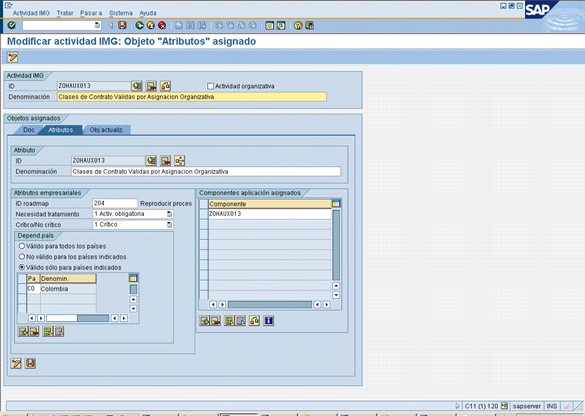 Actividad IMG Tratar Pasar a Sistema Ayuda
SAP
Modificar actividad IMG: Objeto "Atributos" asignado
Actividad IMG
ID ZOHAUX013 Actividad organizativa
Denominación Clases de Contrato Validas por Asignacion Organizativa
Objetos asignados
Doc. Atributos Obj.actualiz.
Atributo
ID ZOHAUX013
Denominación Clases de Contrato Validas por Asignacion Organizativa
Atributos empresariales
ID roadmap 204 Reproducir proces
Necesidad tratamiento 1 Activ. obligatoria
Crítico/No crítico 1 Crítico
Depend.país
Válido para todos los países
No válido para los países indicados
Válido sólo para países indicados
Pa Denomin.
CO Colombia
Componentes aplicación asignados
Componente
ZOHAUX013
C11 (1) 120 sapserver INS